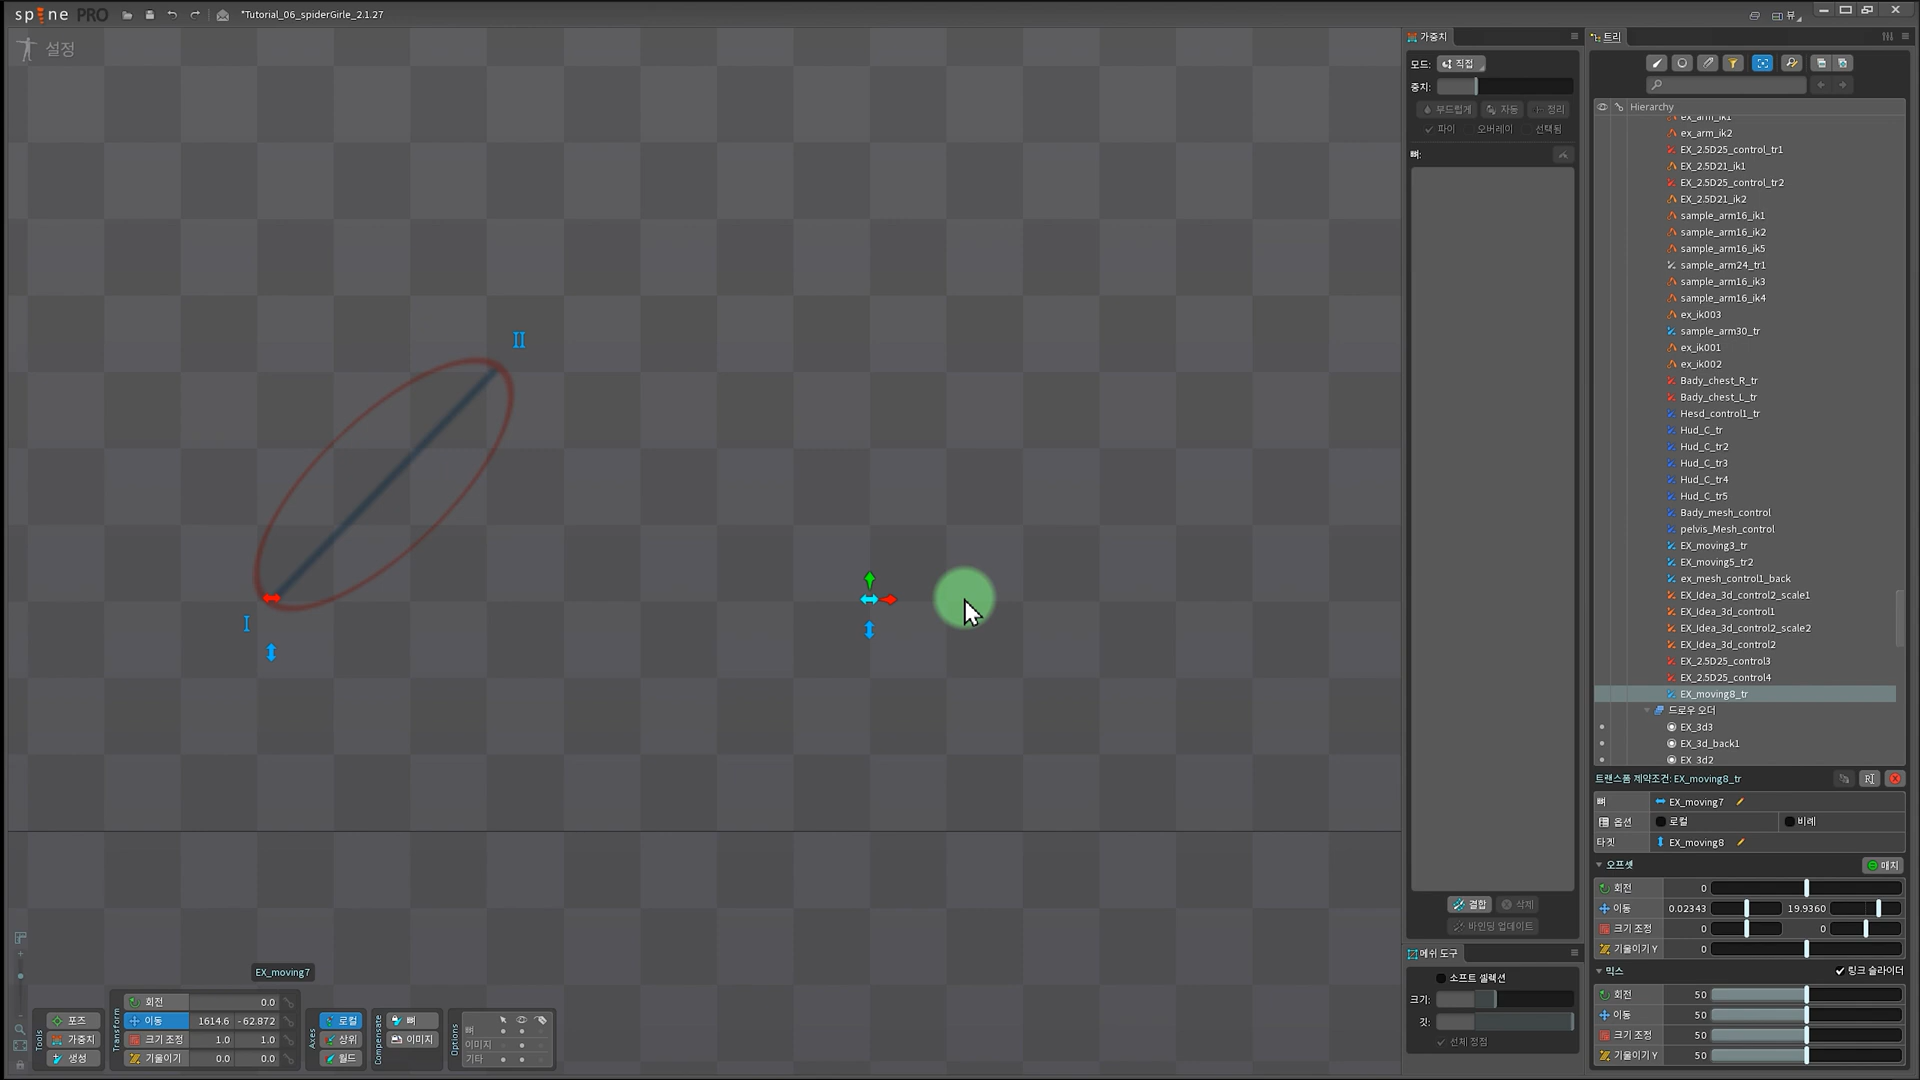 spine PRO
*Tutorial_06_spiderGirle_2.1.27
뷰
설정
II
I
EX_moving7
Tools
포즈
가중치
생성
Transform
회전 0.0
이동 1614.6 -62.872
크기 조정 1.0 1.0
기울이기 0.0 0.0
Axes
로컬
상위
월드
Compensate
뼈
이미지
Options
뼈
이미지
기타
가중치
모드: 직접
중치:
부드럽게 자동 정리
파이 오버레이 선택됨
뼈:
결합 삭제
바인딩 업데이트
메쉬 도구
소프트 셀렉션
크기:
깃:
선체 정점
트리
Hierarchy
ex_arm_ik1
ex_arm_ik2
EX_2.5D25_control_tr1
EX_2.5D21_ik1
EX_2.5D25_control_tr2
EX_2.5D21_ik2
sample_arm16_ik1
sample_arm16_ik2
sample_arm16_ik5
sample_arm24_tr1
sample_arm16_ik3
sample_arm16_ik4
ex_ik003
sample_arm30_tr
ex_ik001
ex_ik002
Bady_chest_R_tr
Bady_chest_L_tr
Hesd_control1_tr
Hud_C_tr
Hud_C_tr2
Hud_C_tr3
Hud_C_tr4
Hud_C_tr5
Bady_mesh_control
pelvis_Mesh_control
EX_moving3_tr
EX_moving5_tr2
ex_mesh_control1_back
EX_Idea_3d_control2_scale1
EX_Idea_3d_control1
EX_Idea_3d_control2_scale2
EX_Idea_3d_control2
EX_2.5D25_control3
EX_2.5D25_control4
EX_moving8_tr
드로우 오더
EX_3d3
EX_3d_back1
EX_3d2
트랜스폼 제약조건: EX_moving8_tr
뼈 EX_moving7
옵션 로컬 비례
타겟 EX_moving8
오프셋 매치
회전 0
이동 0.02343 19.9360
크기 조정 0 0
기울이기 Y 0
믹스 링크 슬라이더
회전 50
이동 50
크기 조정 50
기울이기 Y 50